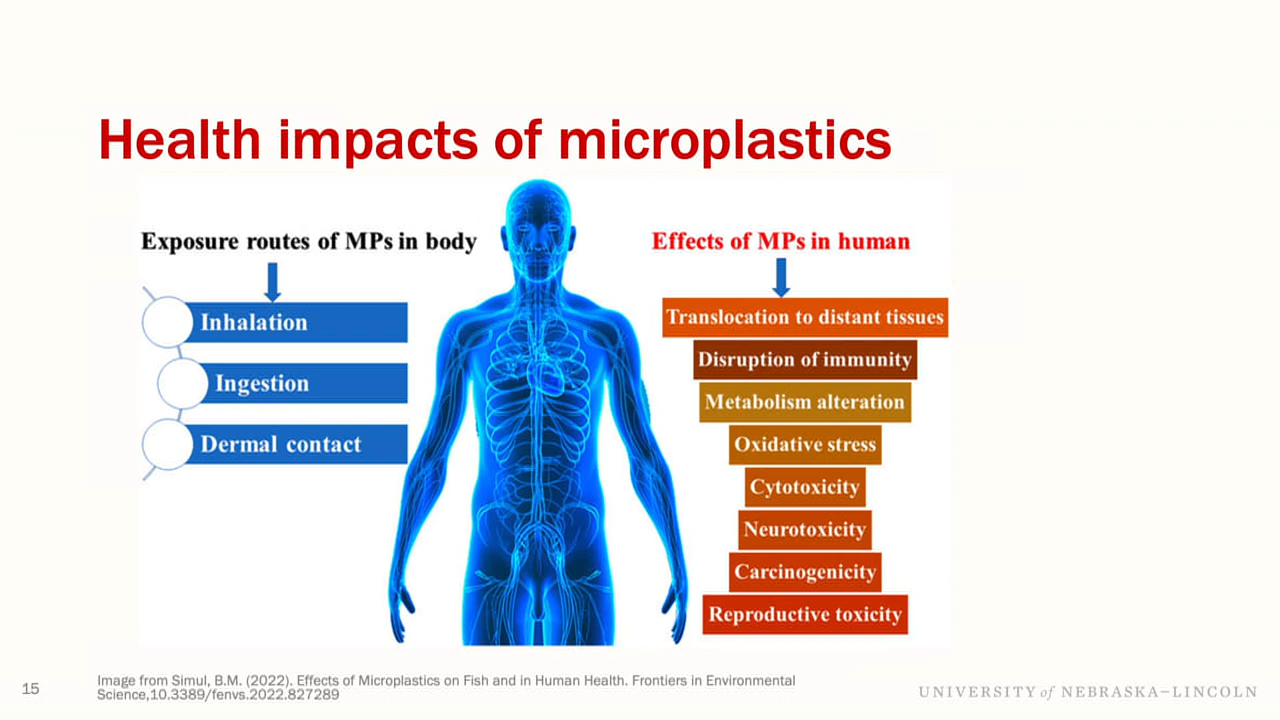 Health impacts of microplastics
Exposure routes of MPs in body
Inhalation
Ingestion
Dermal contact
Effects of MPs in human
Translocation to distant tissues
Disruption of immunity
Metabolism alteration
Oxidative stress
Cytotoxicity
Neurotoxicity
Carcinogenicity
Reproductive toxicity
15
Image from Simul, B.M. (2022). Effects of Microplastics on Fish and in Human Health. Frontiers in Environmental
Science,10.3389/fenvs.2022.827289
UNIVERSITY of NEBRASKA–LINCOLN